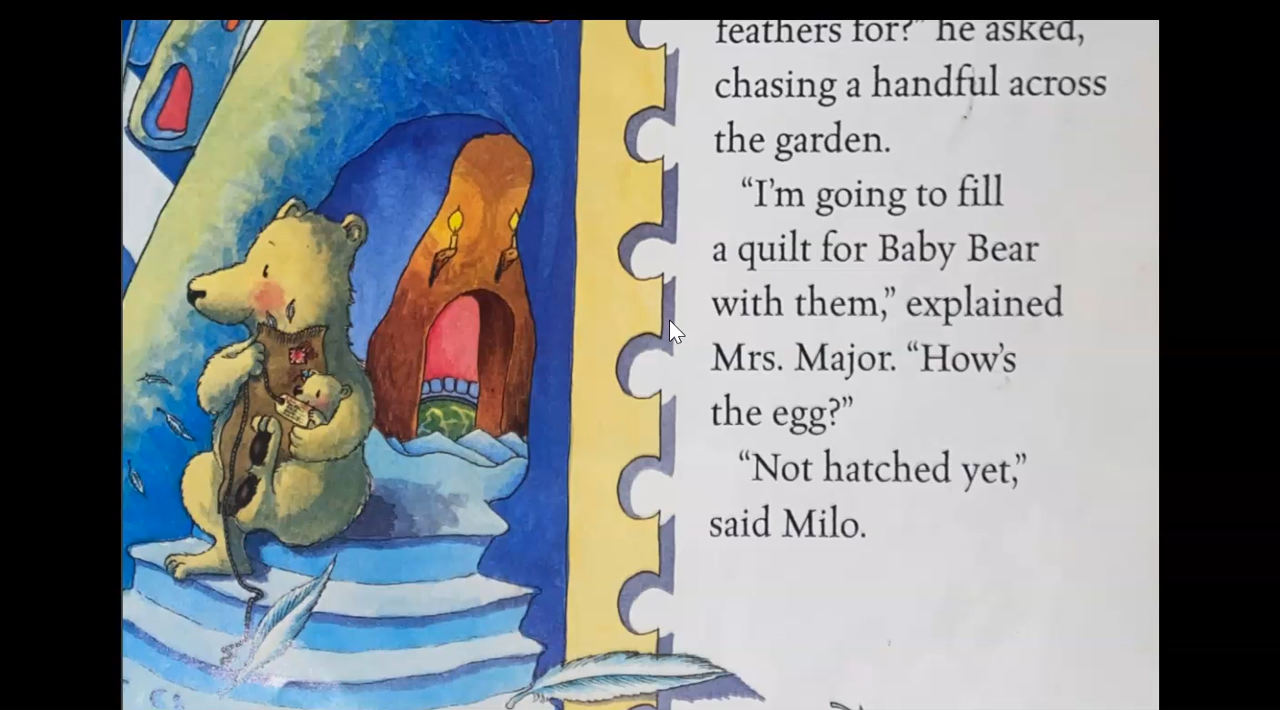 feathers for?” he asked,
chasing a handful across
the garden.
“I’m going to fill
a quilt for Baby Bear
with them,” explained
Mrs. Major. “How’s
the egg?”
“Not hatched yet,”
said Milo.